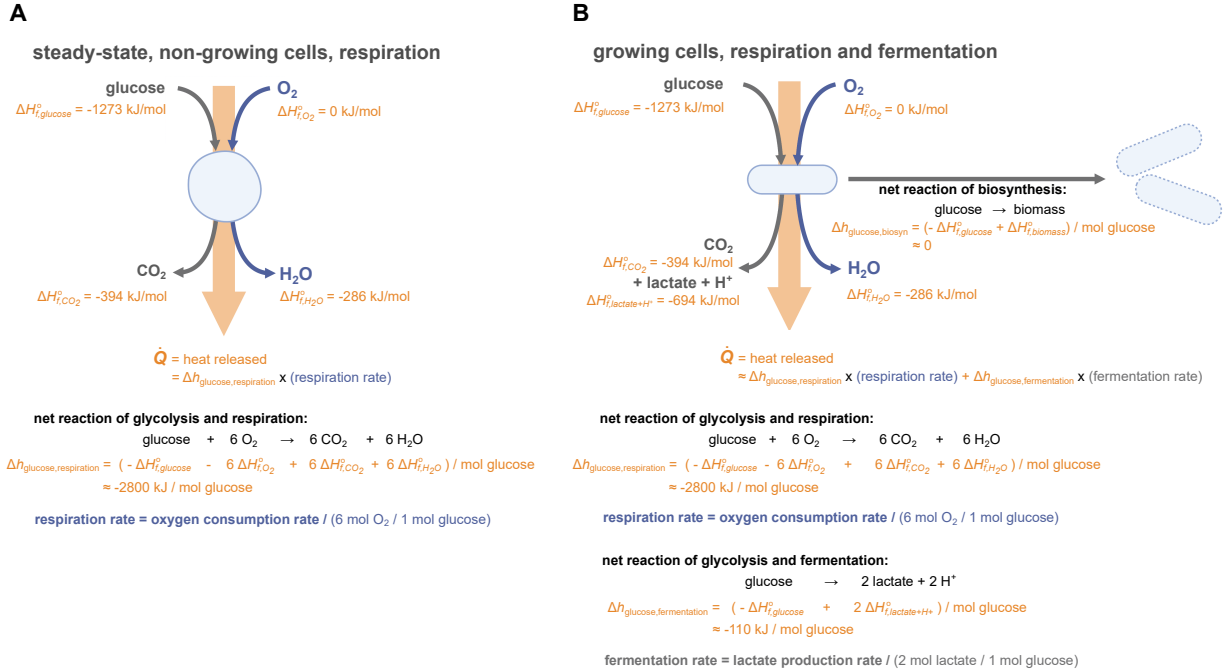 A
steady-state, non-growing cells, respiration
glucose
O₂
ΔH°f,glucose = -1273 kJ/mol
ΔH°f,O₂ = 0 kJ/mol
CO₂
H₂O
ΔH°f,CO₂ = -394 kJ/mol
ΔH°f,H₂O = -286 kJ/mol
Q̇ = heat released
= Δhglucose,respiration x (respiration rate)
net reaction of glycolysis and respiration:
glucose + 6 O₂ → 6 CO₂ + 6 H₂O
Δhglucose,respiration = ( - ΔH°f,glucose - 6 ΔH°f,O₂ + 6 ΔH°f,CO₂ + 6 ΔH°f,H₂O ) / mol glucose
≈ -2800 kJ / mol glucose
respiration rate = oxygen consumption rate / (6 mol O₂ / 1 mol glucose)
B
growing cells, respiration and fermentation
glucose
O₂
ΔH°f,glucose = -1273 kJ/mol
ΔH°f,O₂ = 0 kJ/mol
net reaction of biosynthesis:
glucose → biomass
Δhglucose,biosyn = (- ΔH°f,glucose + ΔH°f,biomass) / mol glucose
≈ 0
CO₂
ΔH°f,CO₂ = -394 kJ/mol
+ lactate + H⁺
ΔH°f,lactate+H⁺ = -694 kJ/mol
H₂O
ΔH°f,H₂O = -286 kJ/mol
Q̇ = heat released
≈ Δhglucose,respiration x (respiration rate) + Δhglucose,fermentation x (fermentation rate)
net reaction of glycolysis and respiration:
glucose + 6 O₂ → 6 CO₂ + 6 H₂O
Δhglucose,respiration = ( - ΔH°f,glucose - 6 ΔH°f,O₂ + 6 ΔH°f,CO₂ + 6 ΔH°f,H₂O ) / mol glucose
≈ -2800 kJ / mol glucose
respiration rate = oxygen consumption rate / (6 mol O₂ / 1 mol glucose)
net reaction of glycolysis and fermentation:
glucose → 2 lactate + 2 H⁺
Δhglucose,fermentation = (- ΔH°f,glucose + 2 ΔH°f,lactate+H+) / mol glucose
≈ -110 kJ / mol glucose
fermentation rate = lactate production rate / (2 mol lactate / 1 mol glucose)